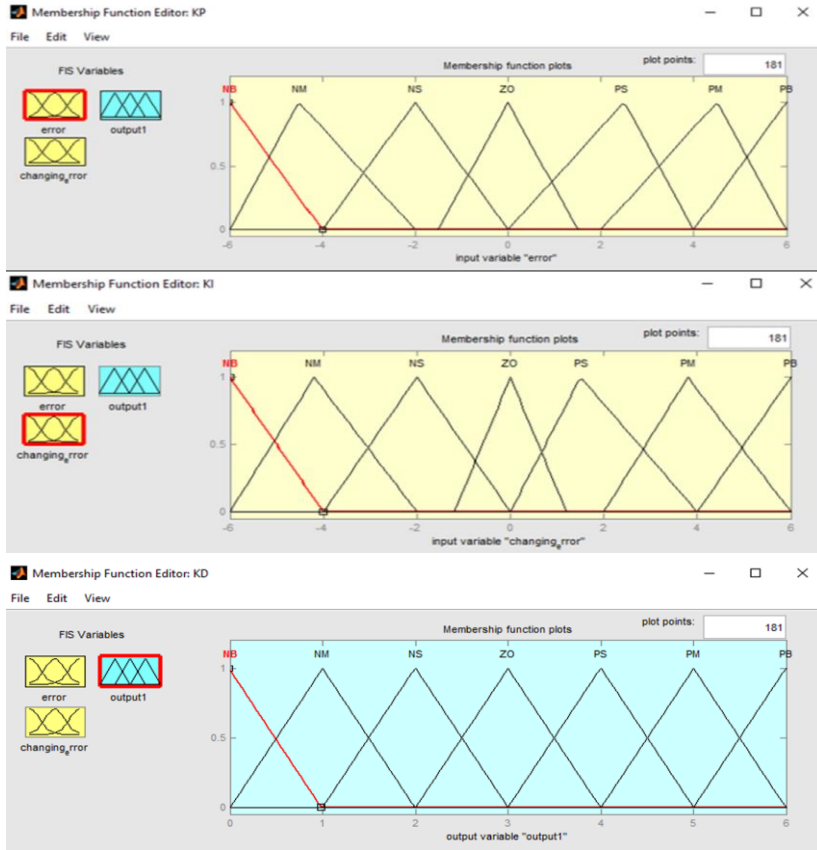 Membership Function Editor: KP
File Edit View
FIS Variables
Membership function plots
plot points: 181
error
output1
changing_error
NB NM NS ZO PS PM PB
1
0.5
0
-6 -4 -2 0 2 4 6
input variable "error"
Membership Function Editor: KI
File Edit View
FIS Variables
Membership function plots
plot points: 181
error
output1
changing_error
NB NM NS ZO PS PM PB
1
0.5
0
-6 -4 -2 0 2 4 6
input variable "changing_error"
Membership Function Editor: KD
File Edit View
FIS Variables
Membership function plots
plot points: 181
error
output1
changing_error
NB NM NS ZO PS PM PB
1
0.5
0
0 1 2 3 4 5 6
output variable "output1"